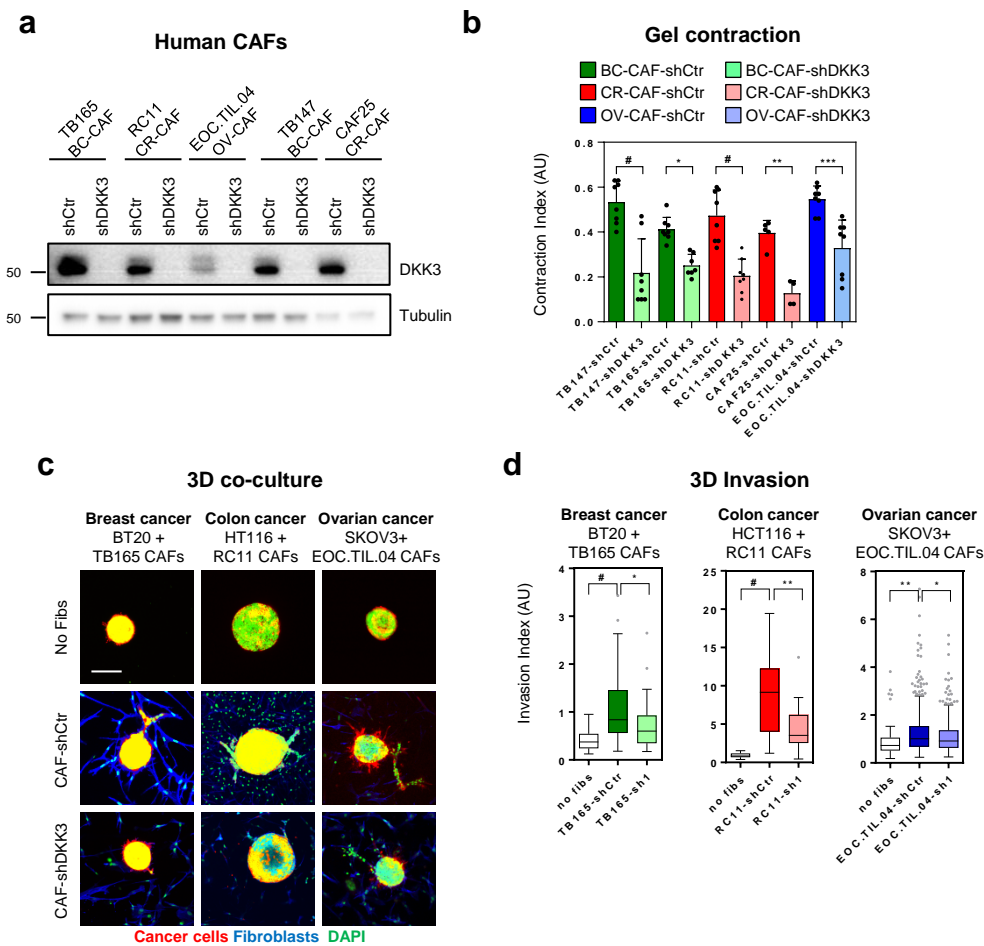 a
Human CAFs
TB165
BC-CAF
RC11
CR-CAF
EOC.TIL.04
OV-CAF
TB147
BC-CAF
CAF25
CR-CAF
shCtr
shDKK3
shCtr
shDKK3
shCtr
shDKK3
shCtr
shDKK3
shCtr
shDKK3
50
DKK3
50
Tubulin
b
Gel contraction
BC-CAF-shCtr
BC-CAF-shDKK3
CR-CAF-shCtr
CR-CAF-shDKK3
OV-CAF-shCtr
OV-CAF-shDKK3
Contraction Index (AU)
0.8
0.6
0.4
0.2
0.0
#
*
#
**
***
TB147-shCtr
TB147-shDKK3
TB165-shCtr
TB165-shDKK3
RC11-shCtr
RC11-shDKK3
CAF25-shCtr
CAF25-shDKK3
EOC.TIL.04-shCtr
EOC.TIL.04-shDKK3
c
3D co-culture
Breast cancer
BT20 +
TB165 CAFs
Colon cancer
HT116 +
RC11 CAFs
Ovarian cancer
SKOV3+
EOC.TIL.04 CAFs
No Fibs
CAF-shCtr
CAF-shDKK3
Cancer cells Fibroblasts DAPI
d
3D Invasion
Breast cancer
BT20 +
TB165 CAFs
Colon cancer
HCT116 +
RC11 CAFs
Ovarian cancer
SKOV3+
EOC.TIL.04 CAFs
Invasion Index (AU)
4
3
2
1
0
#
*
no fibs
TB165-shCtr
TB165-sh1
25
20
15
10
5
0
#
**
no fibs
RC11-shCtr
RC11-sh1
8
6
4
2
0
**
*
no fibs
EOC.TIL.04-shCtr
EOC.TIL.04-sh1